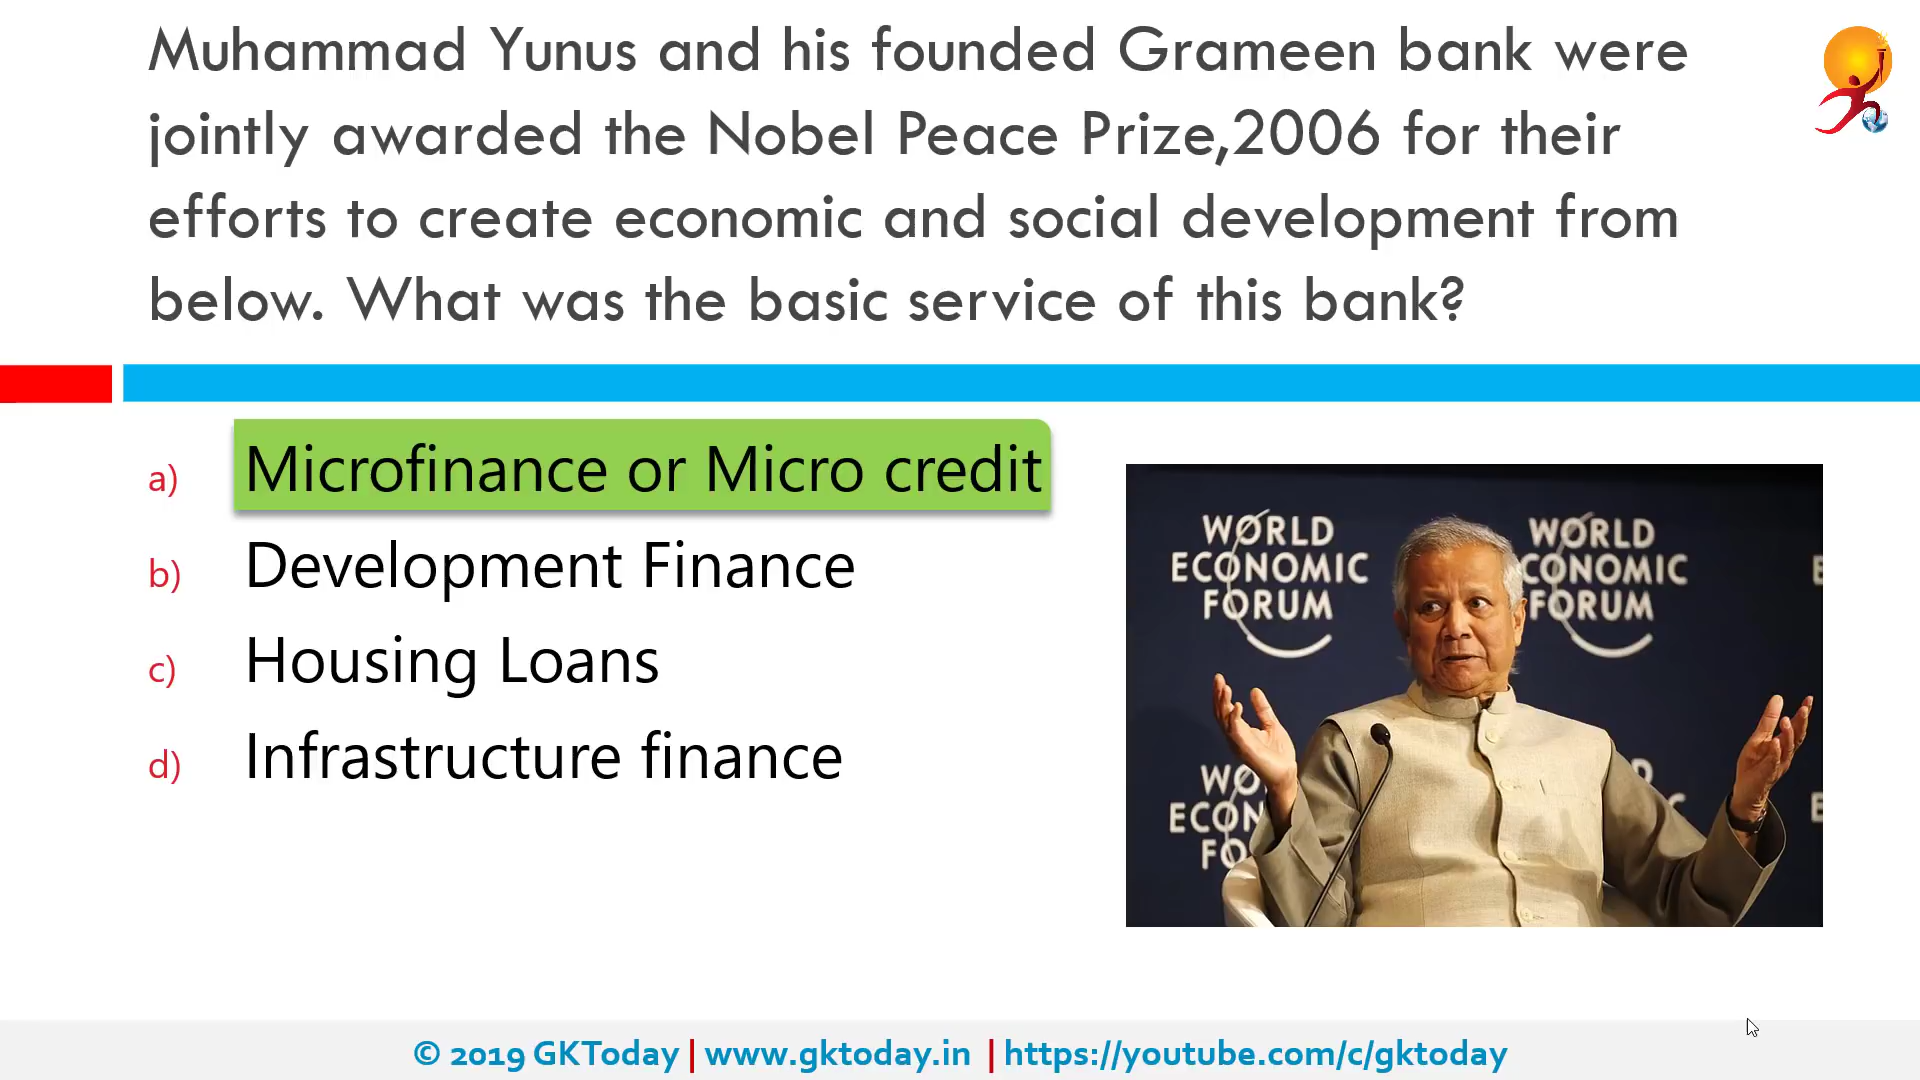 Muhammad Yunus and his founded Grameen bank were
jointly awarded the Nobel Peace Prize,2006 for their
efforts to create economic and social development from
below. What was the basic service of this bank?
a) Microfinance or Micro credit
b) Development Finance
c) Housing Loans
d) Infrastructure finance
WORLD
ECONOMIC
FORUM
WORLD
ECONOMIC
FORUM
© 2019 GKToday | www.gktoday.in | https://youtube.com/c/gktoday